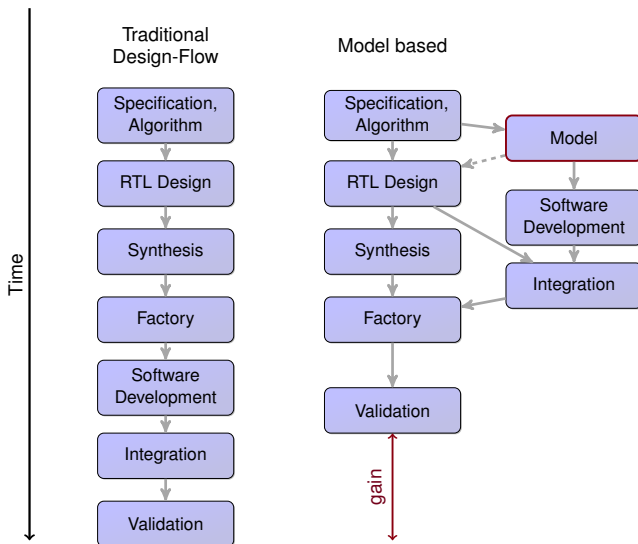 Traditional
Design-Flow
Model based
Time
Specification,
Algorithm
RTL Design
Synthesis
Factory
Software
Development
Integration
Validation
Specification,
Algorithm
RTL Design
Synthesis
Factory
Validation
gain
Model
Software
Development
Integration